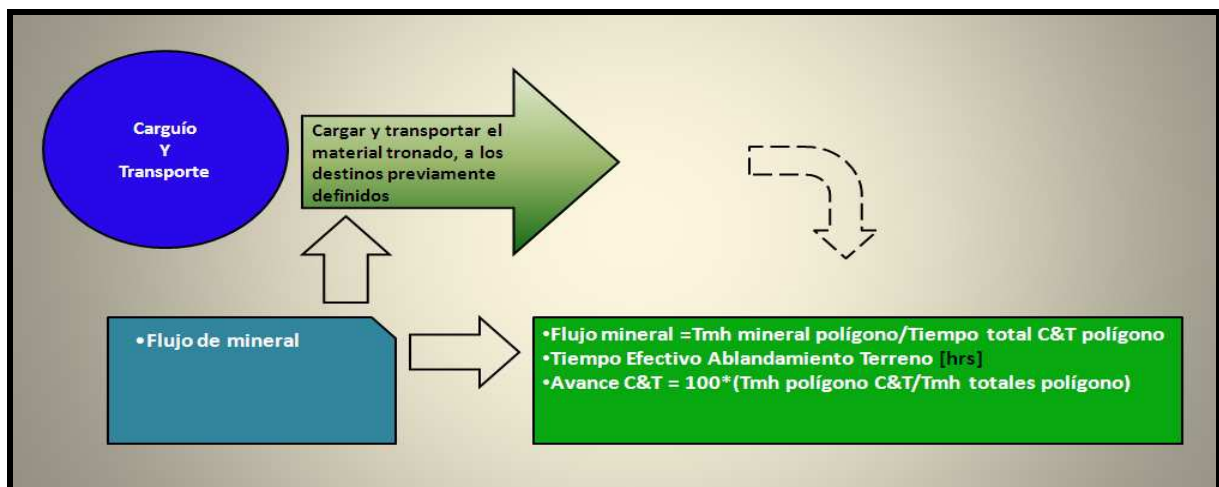 Carguío
Y
Transporte
Cargar y transportar el
material tronado, a los
destinos previamente
definidos
•Flujo de mineral
•Flujo mineral =Tmh mineral polígono/Tiempo total C&T polígono
•Tiempo Efectivo Ablandamiento Terreno [hrs]
•Avance C&T = 100*(Tmh polígono C&T/Tmh totales polígono)